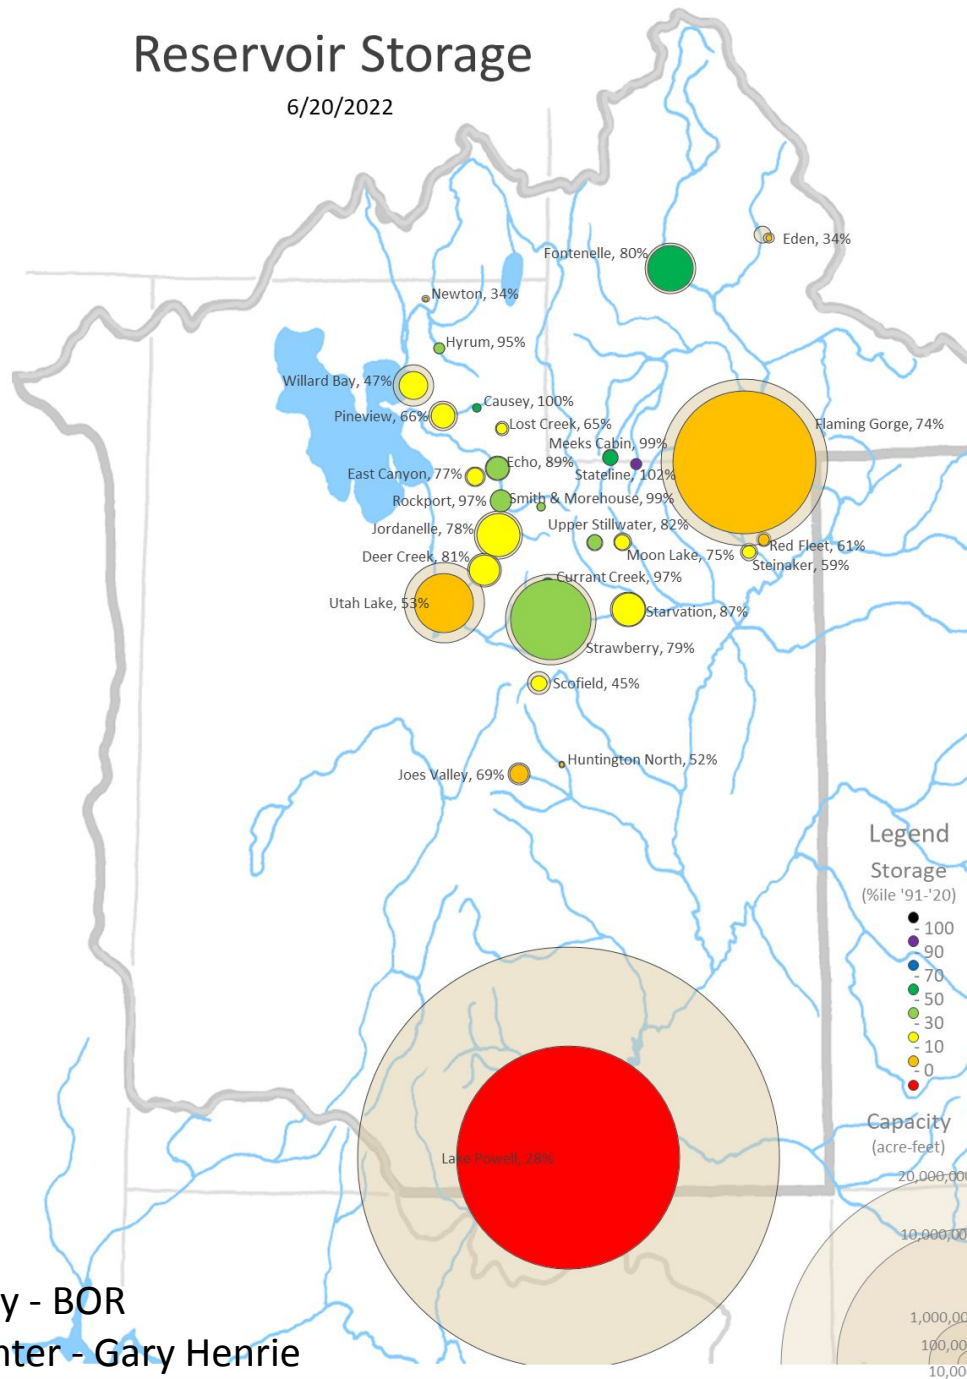 Reservoir Storage
6/20/2022
Eden, 34%
Fontenelle, 80%
Newton, 34%
Hyrum, 95%
Willard Bay, 47%
Causey, 100%
Pineview, 66%
Lost Creek, 65%
Flaming Gorge, 74%
Meeks Cabin, 99%
Echo, 89%
East Canyon, 77%
Stateline, 102%
Rockport, 97%
Smith & Morehouse, 99%
Upper Stillwater, 82%
Jordanelle, 78%
Red Fleet, 61%
Moon Lake, 75%
Deer Creek, 81%
Steinaker, 59%
Currant Creek, 97%
Utah Lake, 53%
Starvation, 87%
Strawberry, 79%
Scofield, 45%
Huntington North, 52%
Joes Valley, 69%
Legend
Storage
(%ile '91-'20)
100
90
70
50
30
10
0
Capacity
(acre-feet)
Lake Powell, 28%
20,000,000
10,000,00
1,000,00
100,00
10,00
y - BOR
nter - Gary Henrie